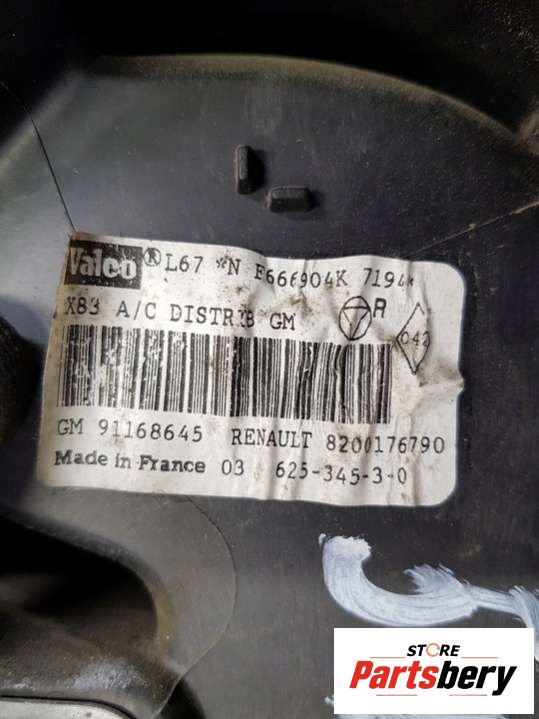 Valeo ® L67 *N F666904K 7194*
X83 A/C DISTRIB GM
R
042
GM 91168645 RENAULT 8200176790
Made in France 03 625-345-3-0
STORE
Partsbery